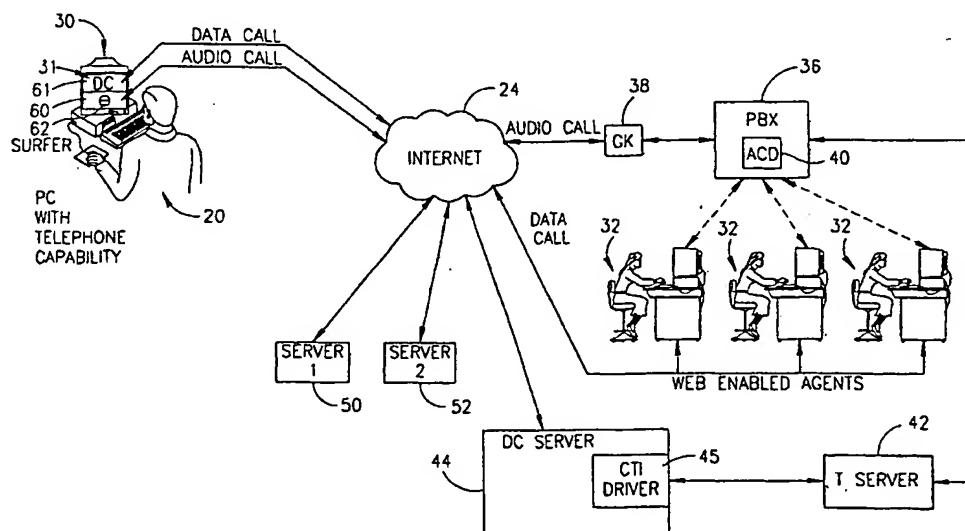 30
DATA CALL
AUDIO CALL
31
61
DC
60
62
SURFER
PC
WITH
TELEPHONE
CAPABILITY
20
24
INTERNET
AUDIO CALL
38
GK
36
PBX
ACD
40
DATA
CALL
32
32
32
WEB ENABLED AGENTS
SERVER
1
50
SERVER
2
52
DC SERVER
44
CTI
DRIVER
45
42
T SERVER